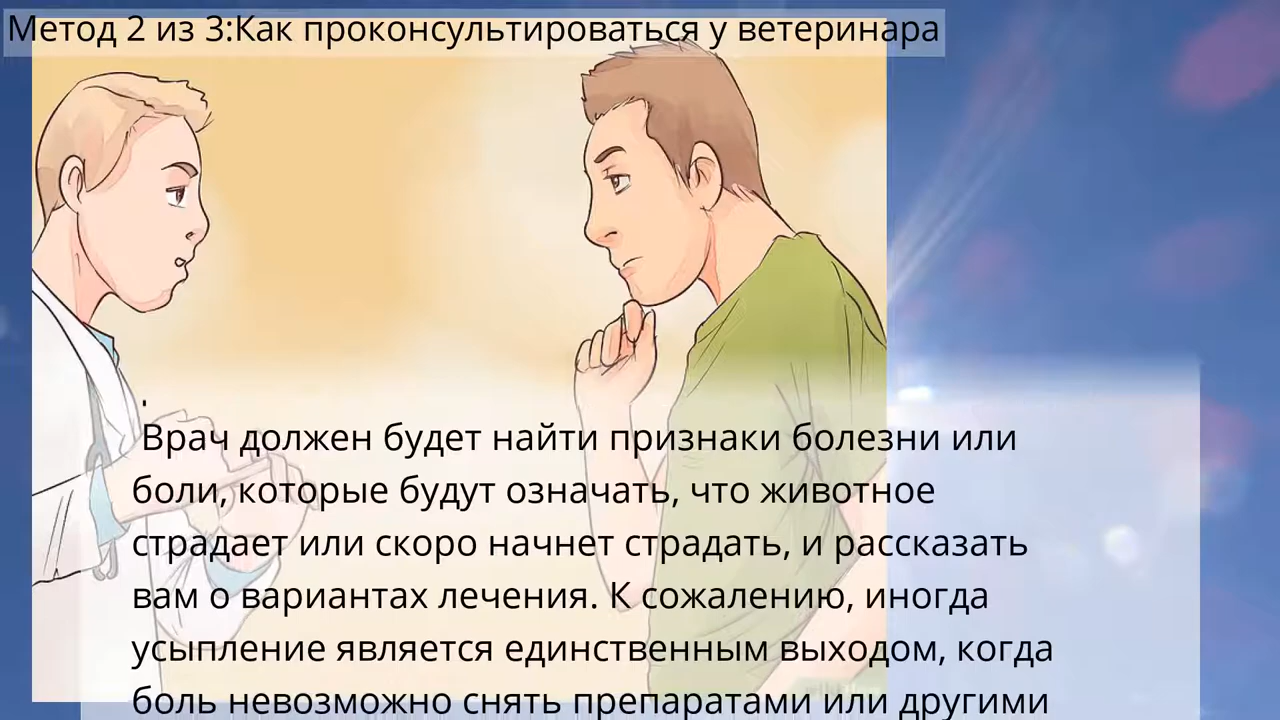 Метод 2 из 3:Как проконсультироваться у ветеринара
.
Врач должен будет найти признаки болезни или
боли, которые будут означать, что животное
страдает или скоро начнет страдать, и рассказать
вам о вариантах лечения. К сожалению, иногда
усыпление является единственным выходом, когда
боль невозможно снять препаратами или другими